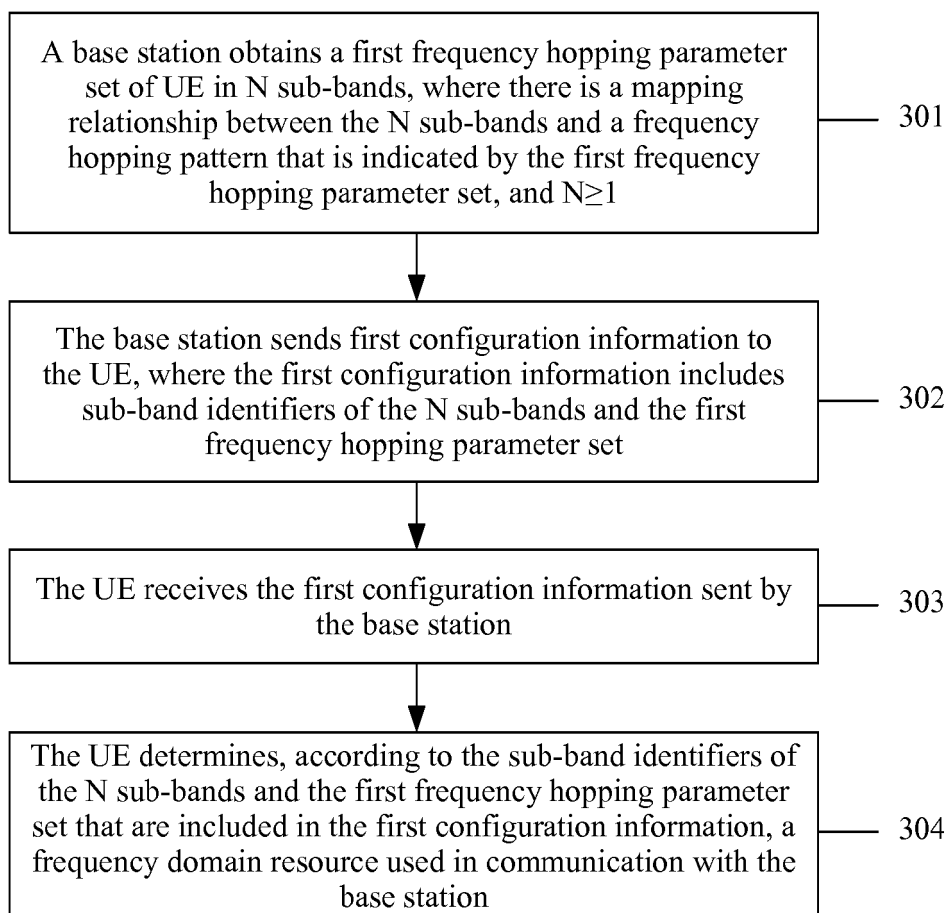 A base station obtains a first frequency hopping parameter
set of UE in N sub-bands, where there is a mapping
relationship between the N sub-bands and a frequency
hopping pattern that is indicated by the first frequency
hopping parameter set, and N≥1
301
The base station sends first configuration information to
the UE, where the first configuration information includes
sub-band identifiers of the N sub-bands and the first
frequency hopping parameter set
302
The UE receives the first configuration information sent by
the base station
303
The UE determines, according to the sub-band identifiers of
the N sub-bands and the first frequency hopping parameter
set that are included in the first configuration information, a
frequency domain resource used in communication with the
base station
304